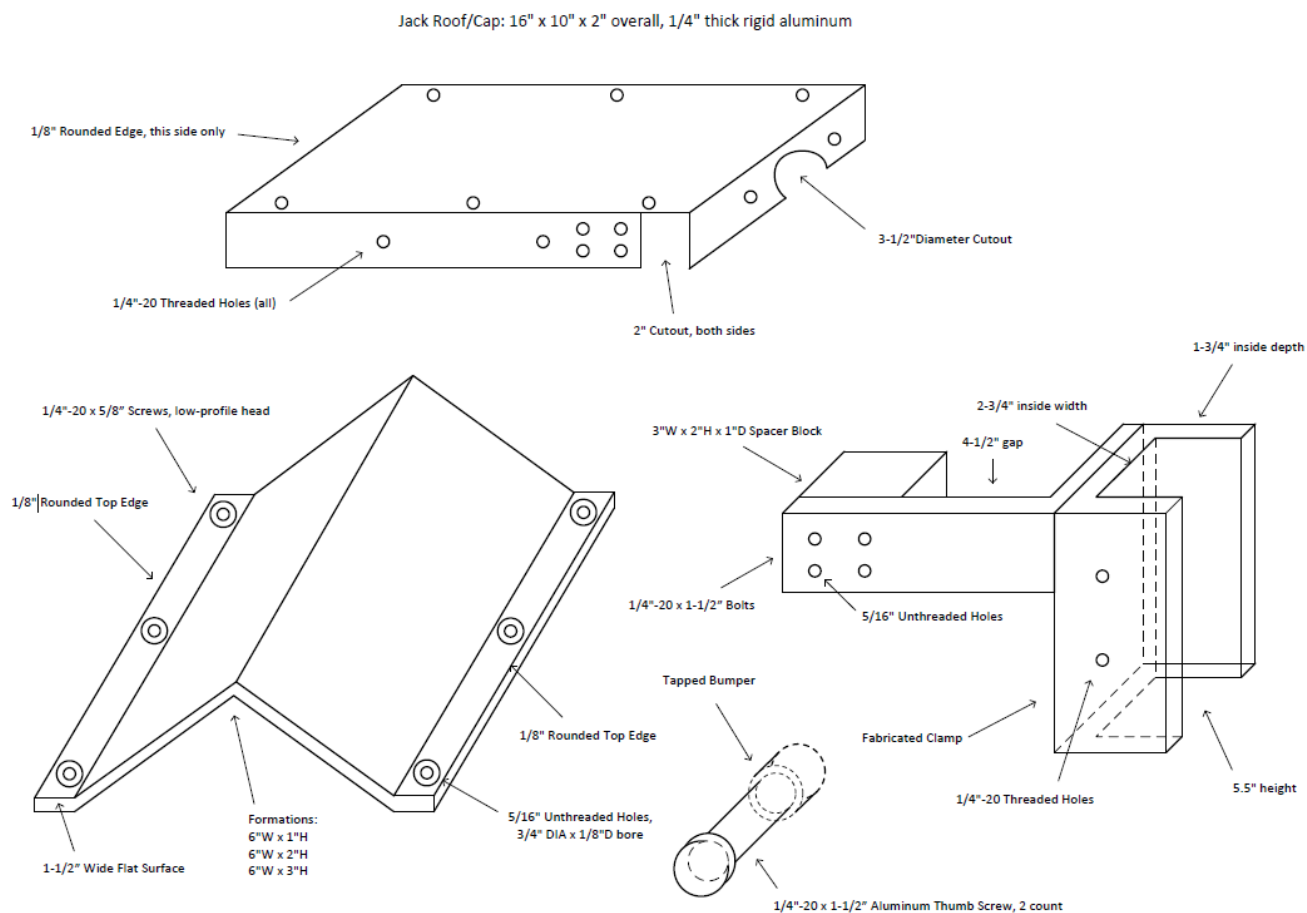 Jack Roof/Cap: 16" x 10" x 2" overall, 1/4" thick rigid aluminum
1/8" Rounded Edge, this side only
3-1/2"Diameter Cutout
1/4"-20 Threaded Holes (all)
2" Cutout, both sides
1/4"-20 x 5/8” Screws, low-profile head
1/8" Rounded Top Edge
1/8" Rounded Top Edge
5/16" Unthreaded Holes,
3/4" DIA x 1/8"D bore
Formations:
6"W x 1"H
6"W x 2"H
6"W x 3"H
1-1/2” Wide Flat Surface
1-3/4" inside depth
2-3/4" inside width
4-1/2" gap
3"W x 2"H x 1"D Spacer Block
1/4"-20 x 1-1/2” Bolts
5/16" Unthreaded Holes
Tapped Bumper
Fabricated Clamp
1/4"-20 Threaded Holes
5.5" height
1/4"-20 x 1-1/2” Aluminum Thumb Screw, 2 count